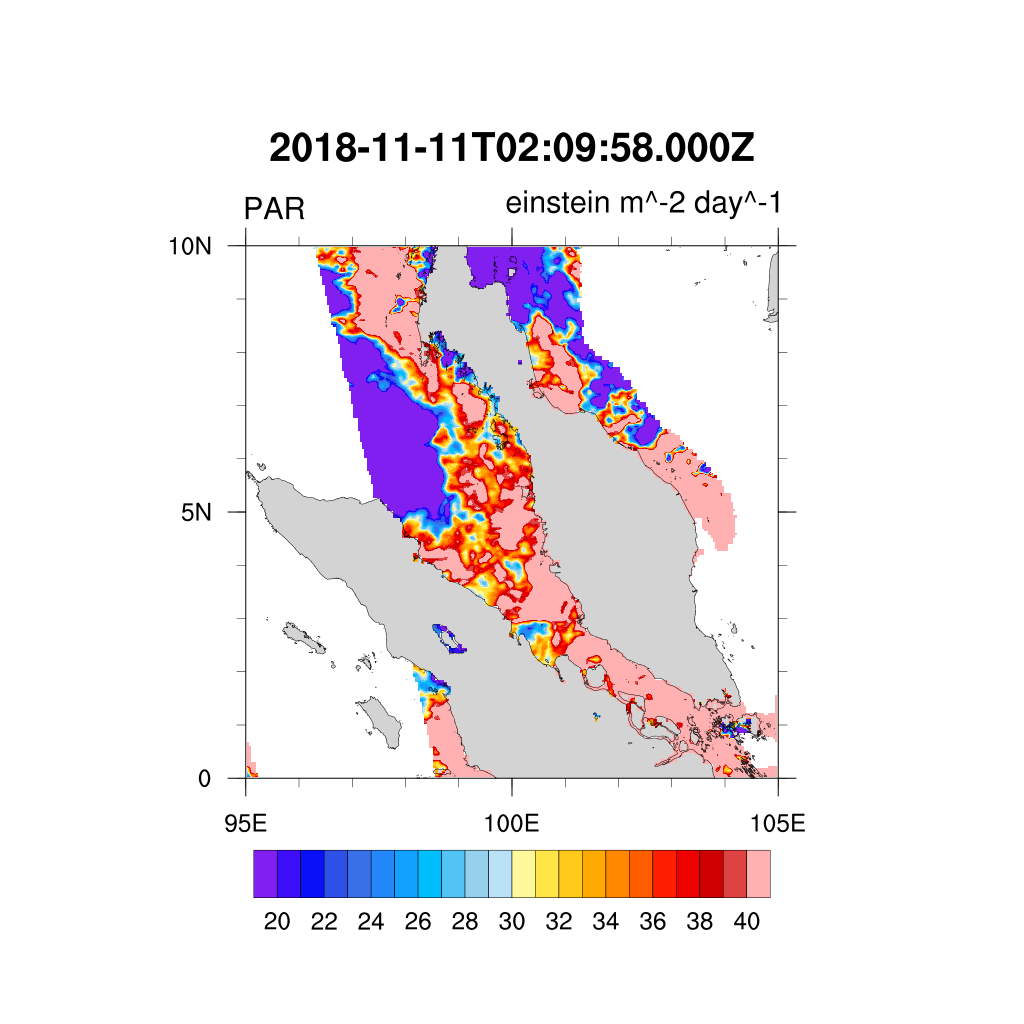 2018-11-11T02:09:58.000Z
PAR einstein m^-2 day^-1
10N
5N
0
95E 100E 105E
20 22 24 26 28 30 32 34 36 38 40